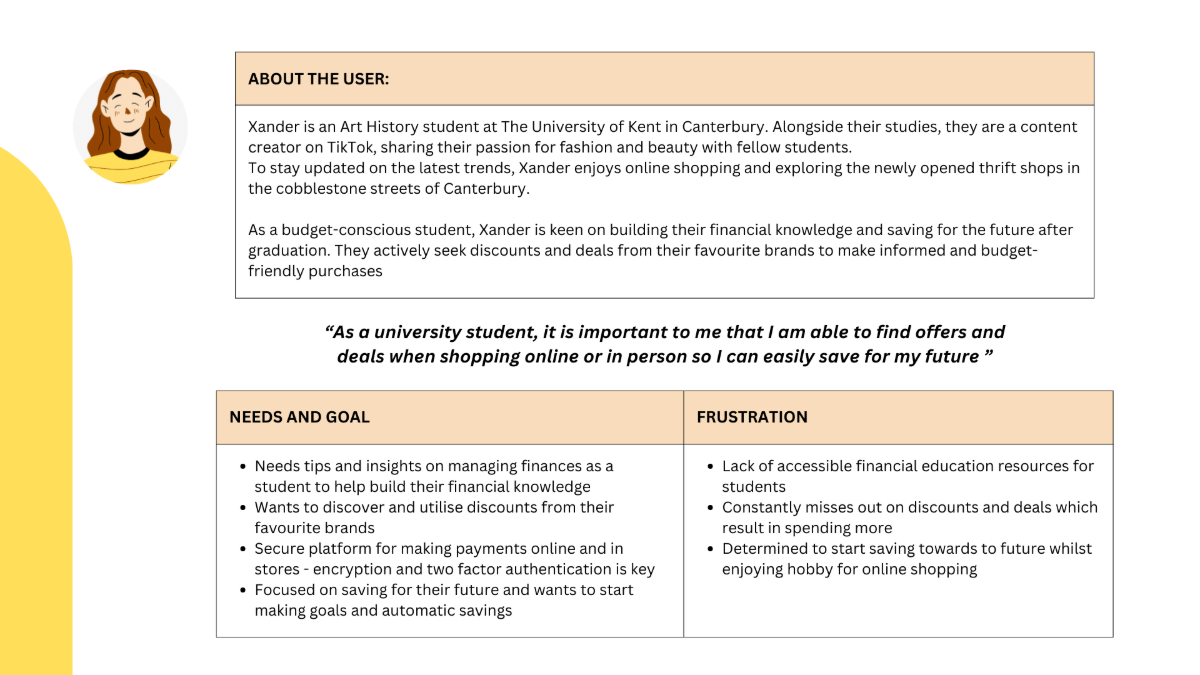 ABOUT THE USER:
Xander is an Art History student at The University of Kent in Canterbury. Alongside their studies, they are a content
creator on TikTok, sharing their passion for fashion and beauty with fellow students.
To stay updated on the latest trends, Xander enjoys online shopping and exploring the newly opened thrift shops in
the cobblestone streets of Canterbury.
As a budget-conscious student, Xander is keen on building their financial knowledge and saving for the future after
graduation. They actively seek discounts and deals from their favourite brands to make informed and budget-
friendly purchases
“As a university student, it is important to me that I am able to find offers and
deals when shopping online or in person so I can easily save for my future ”
NEEDS AND GOAL
• Needs tips and insights on managing finances as a
student to help build their financial knowledge
• Wants to discover and utilise discounts from their
favourite brands
• Secure platform for making payments online and in
stores - encryption and two factor authentication is key
• Focused on saving for their future and wants to start
making goals and automatic savings
FRUSTRATION
• Lack of accessible financial education resources for
students
• Constantly misses out on discounts and deals which
result in spending more
• Determined to start saving towards to future whilst
enjoying hobby for online shopping